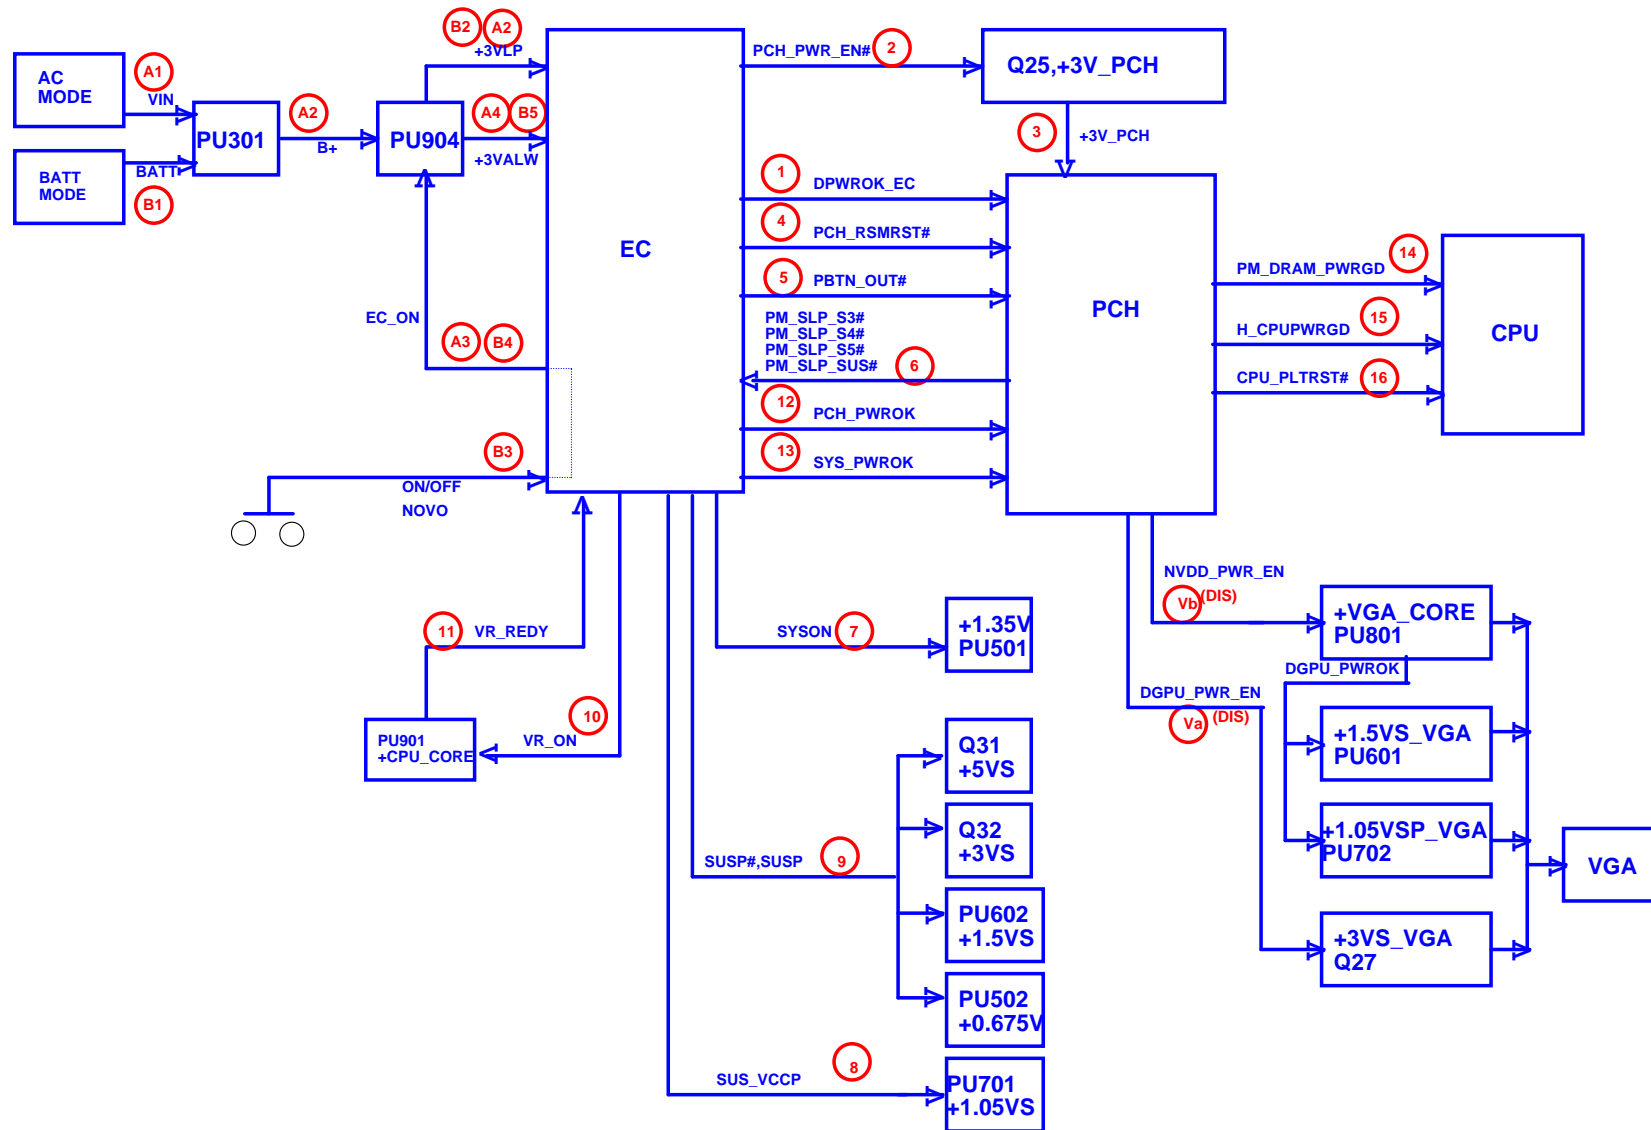 B2
A2
+3VLP
PCH_PWR_EN#
2
Q25,+3V_PCH
AC
MODE
A1
VIN
PU301
A2
B+
PU904
A4
B5
+3VALW
3
+3V_PCH
BATT
MODE
BATT
B1
EC
1
DPWROK_EC
4
PCH_RSMRST#
5
PBTN_OUT#
PM_SLP_S3#
PM_SLP_S4#
PM_SLP_S5#
PM_SLP_SUS#
6
12
PCH_PWROK
13
SYS_PWROK
PCH
PM_DRAM_PWRGD
14
H_CPUPWRGD
15
CPU_PLTRST#
16
CPU
EC_ON
A3
B4
B3
ON/OFF
NOVO
11
VR_REDY
10
VR_ON
PU901
+CPU_CORE
SYSON
7
+1.35V
PU501
NVDD_PWR_EN
Vb
(DIS)
+VGA_CORE
PU801
DGPU_PWROK
DGPU_PWR_EN
Va
(DIS)
+1.5VS_VGA
PU601
+1.05VSP_VGA
PU702
+3VS_VGA
Q27
VGA
Q31
+5VS
Q32
+3VS
SUSP#,SUSP
9
PU602
+1.5VS
PU502
+0.675V
SUS_VCCP
8
PU701
+1.05VS